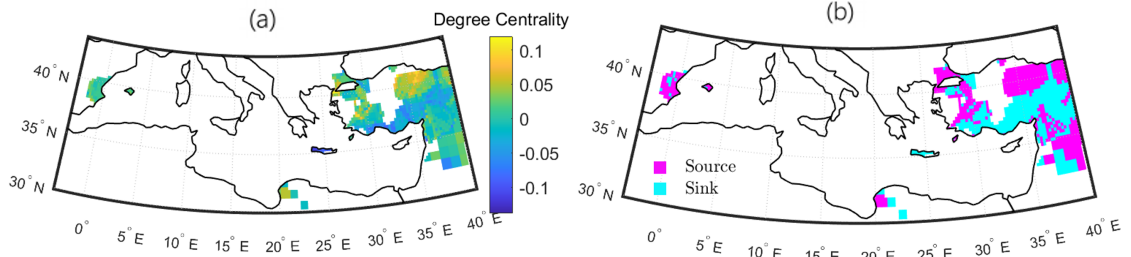 (a)
Degree Centrality
0.1
0.05
0
-0.05
-0.1
40° N
35° N
30° N
0°
5° E
10° E
15° E
20° E
25° E
30° E
35° E
40° E
(b)
40° N
35° N
30° N
Source
Sink
0°
5° E
10° E
15° E
20° E
25° E
30° E
35° E
40° E